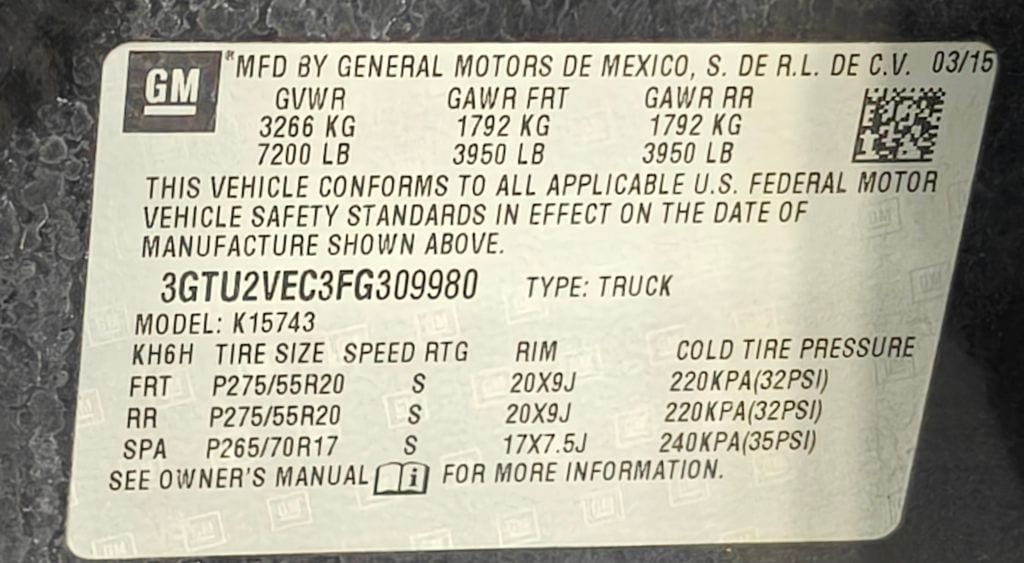 GM ® MFD BY GENERAL MOTORS DE MEXICO, S. DE R.L. DE C.V. 03/15
GVWR GAWR FRT GAWR RR
3266 KG 1792 KG 1792 KG
7200 LB 3950 LB 3950 LB
THIS VEHICLE CONFORMS TO ALL APPLICABLE U.S. FEDERAL MOTOR
VEHICLE SAFETY STANDARDS IN EFFECT ON THE DATE OF
MANUFACTURE SHOWN ABOVE.
3GTU2VEC3FG309980 TYPE: TRUCK
MODEL: K15743
KH6H TIRE SIZE SPEED RTG RIM COLD TIRE PRESSURE
FRT P275/55R20 S 20X9J 220KPA(32PSI)
RR P275/55R20 S 20X9J 220KPA(32PSI)
SPA P265/70R17 S 17X7.5J 240KPA(35PSI)
SEE OWNER'S MANUAL i FOR MORE INFORMATION.